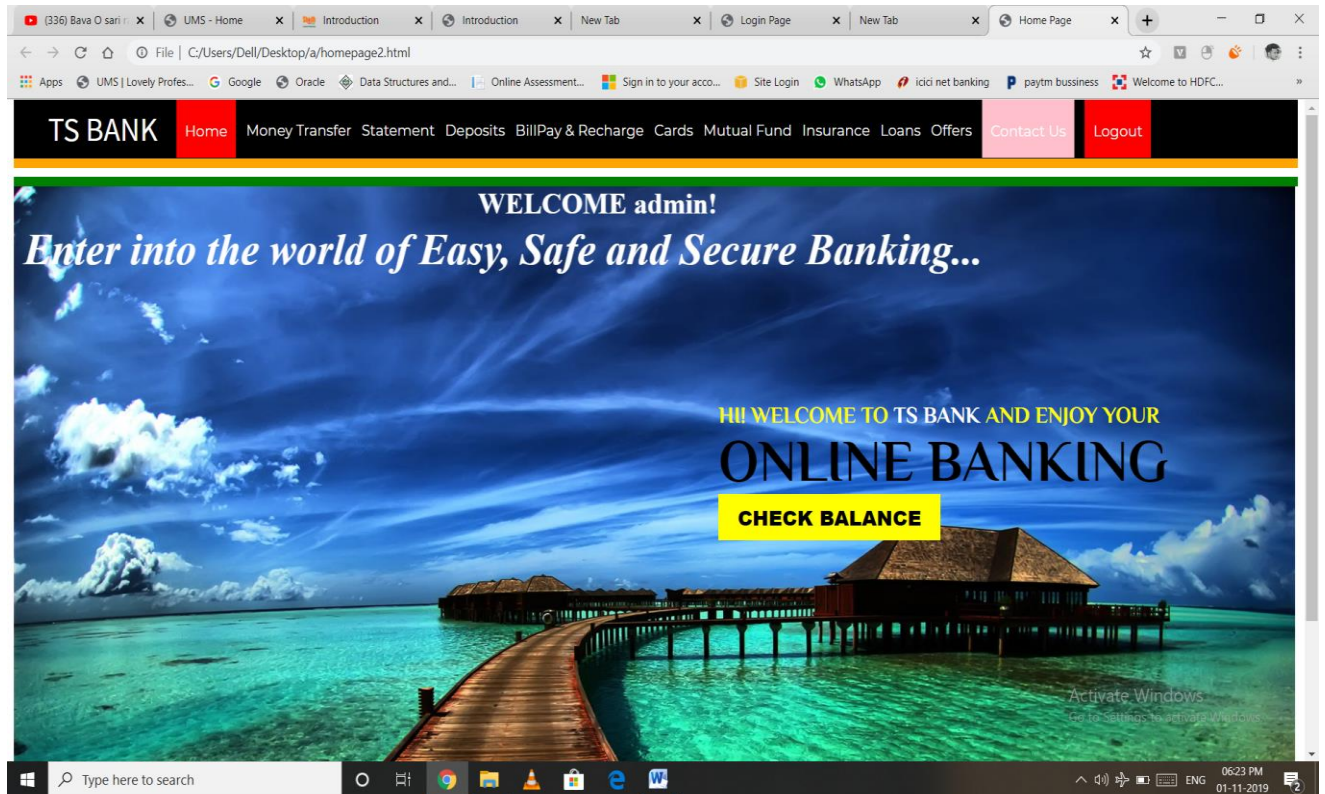 (336) Bava O sari n
UMS - Home
Introduction
Introduction
New Tab
Login Page
New Tab
Home Page
File | C:/Users/Dell/Desktop/a/homepage2.html
Apps UMS | Lovely Profes... Google Oracle Data Structures and... Online Assessment... Sign in to your acco... Site Login WhatsApp icici net banking paytm bussiness Welcome to HDFC... »
TS BANK Home Money Transfer Statement Deposits BillPay & Recharge Cards Mutual Fund Insurance Loans Offers Contact Us Logout
WELCOME admin!
Enter into the world of Easy, Safe and Secure Banking...
HI! WELCOME TO TS BANK AND ENJOY YOUR
ONLINE BANKING
CHECK BALANCE
Activate Windows
Go to Settings to activate Windows.
Type here to search
ENG
06:23 PM
01-11-2019
2